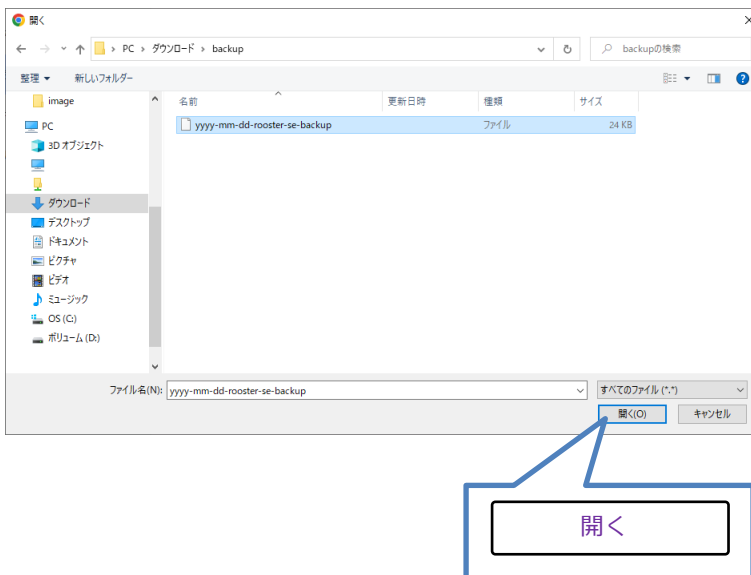 開く
PC › ダウンロード › backup
backupの検索
整理 新しいフォルダー
image
PC
3D オブジェクト
ダウンロード
デスクトップ
ドキュメント
ピクチャ
ビデオ
ミュージック
OS (C:)
ボリューム (D:)
名前 更新日時 種類 サイズ
yyyy-mm-dd-rooster-se-backup ファイル 24 KB
ファイル名(N): yyyy-mm-dd-rooster-se-backup すべてのファイル (*.*)
開く(O) キャンセル
開く